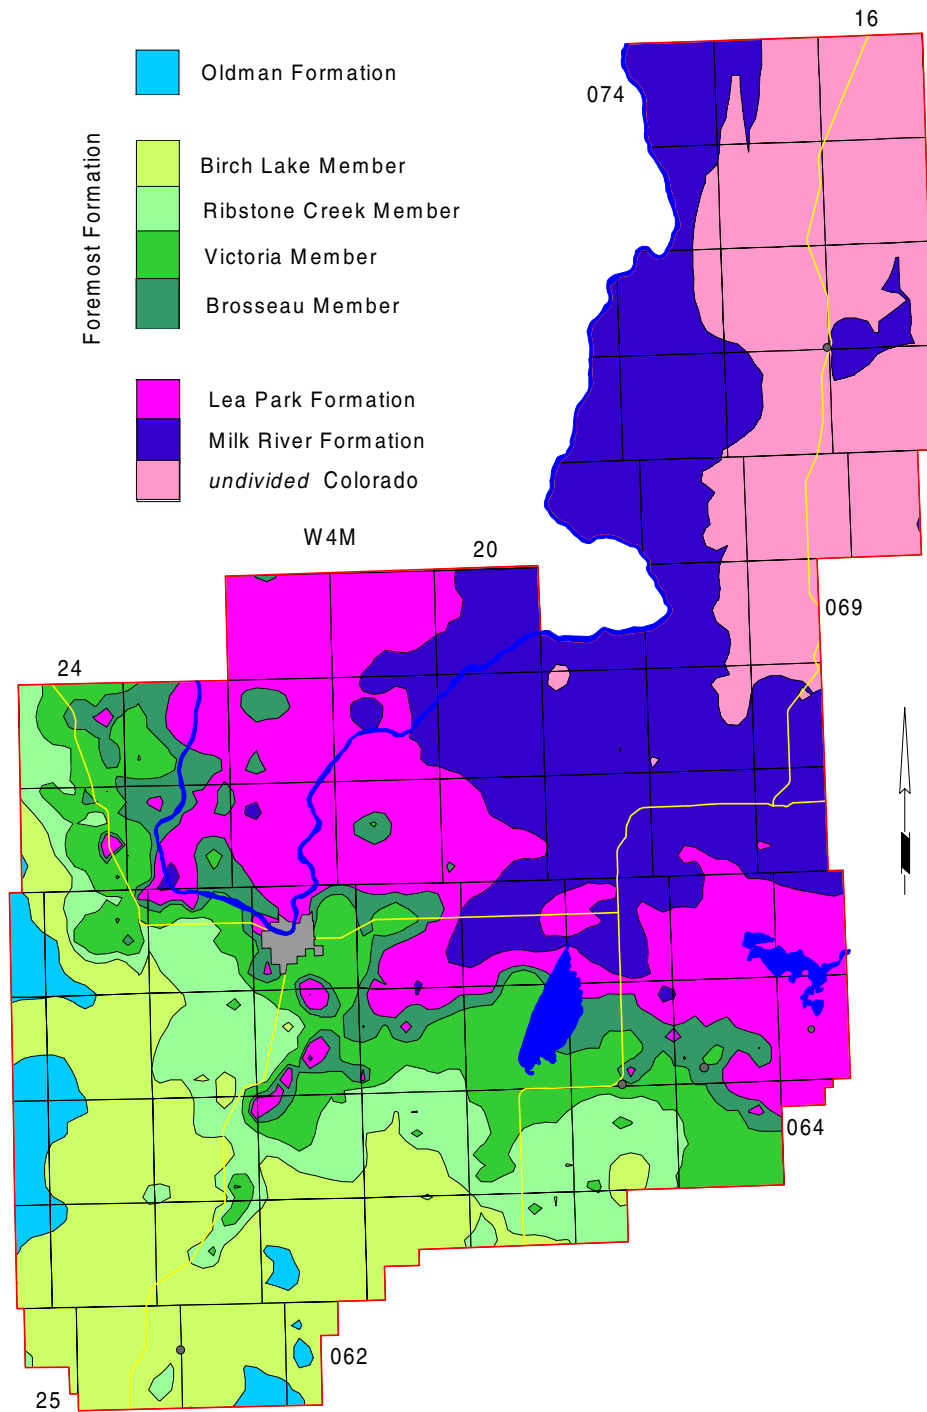 16
Oldman Formation
074
Foremost Formation
Birch Lake Member
Ribstone Creek Member
Victoria Member
Brosseau Member
Lea Park Formation
Milk River Formation
undivided Colorado
W4M
20
069
24
064
062
25